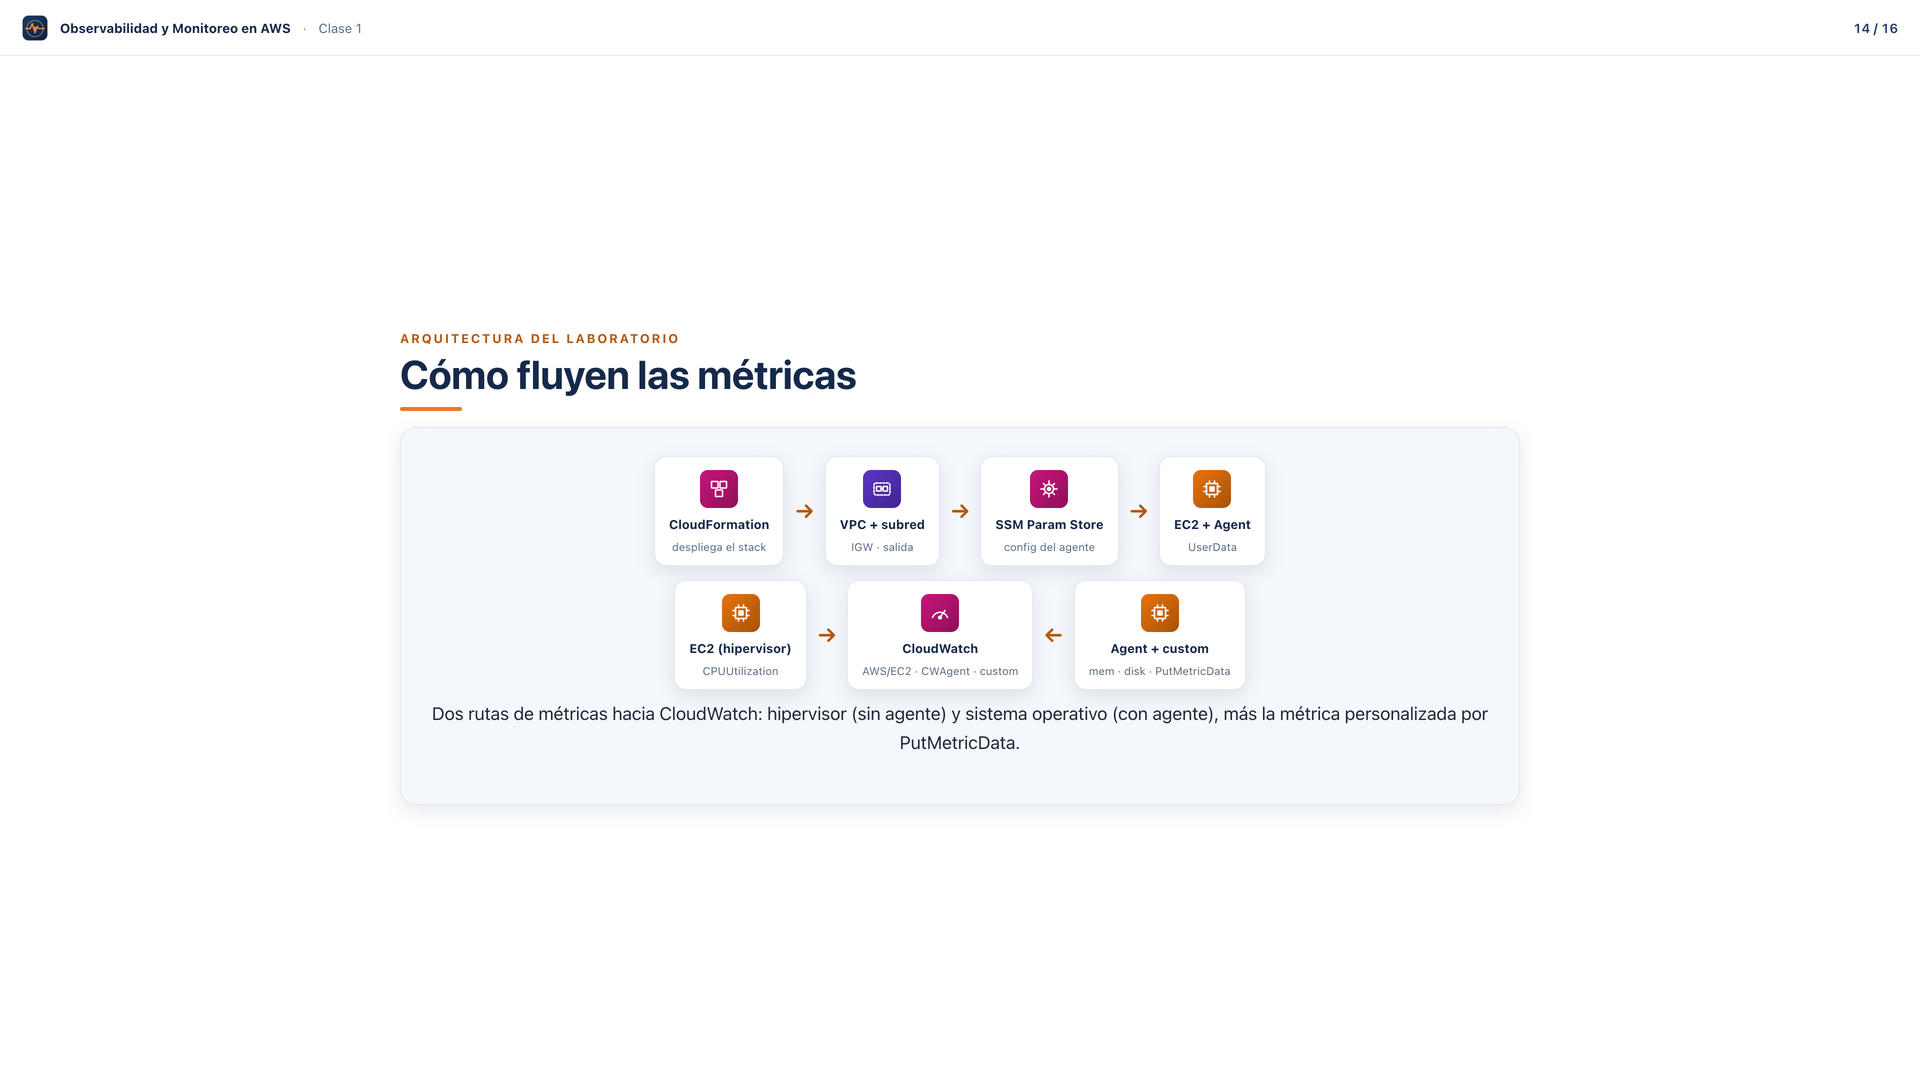 Observabilidad y Monitoreo en AWS · Clase 1
14 / 16
ARQUITECTURA DEL LABORATORIO
Cómo fluyen las métricas
CloudFormation
despliega el stack
VPC + subred
IGW · salida
SSM Param Store
config del agente
EC2 + Agent
UserData
EC2 (hipervisor)
CPUUtilization
CloudWatch
AWS/EC2 · CWAgent · custom
Agent + custom
mem · disk · PutMetricData
Dos rutas de métricas hacia CloudWatch: hipervisor (sin agente) y sistema operativo (con agente), más la métrica personalizada por
PutMetricData.